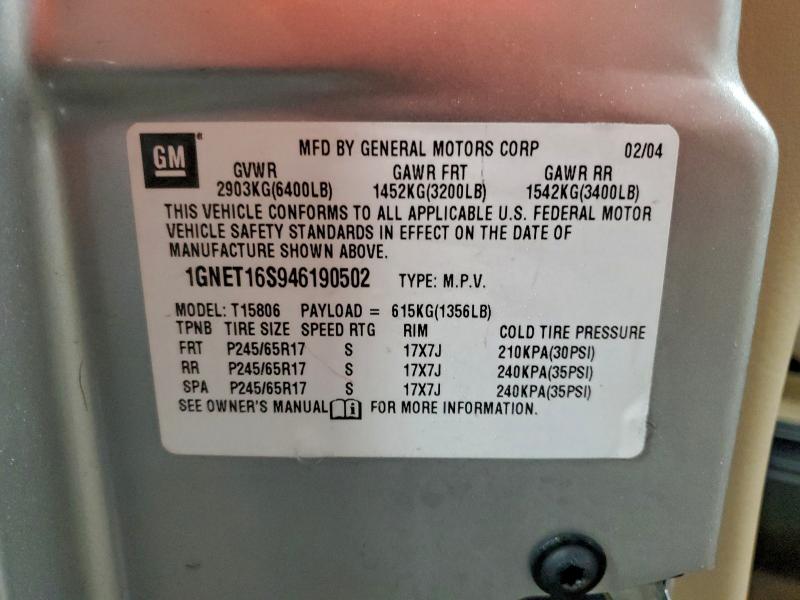 GM® MFD BY GENERAL MOTORS CORP 02/04
GVWR GAWR FRT GAWR RR
2903KG(6400LB) 1452KG(3200LB) 1542KG(3400LB)
THIS VEHICLE CONFORMS TO ALL APPLICABLE U.S. FEDERAL MOTOR
VEHICLE SAFETY STANDARDS IN EFFECT ON THE DATE OF
MANUFACTURE SHOWN ABOVE.
1GNET16S946190502 TYPE: M.P.V.
MODEL: T15806 PAYLOAD = 615KG(1356LB)
TPNB TIRE SIZE SPEED RTG RIM COLD TIRE PRESSURE
FRT P245/65R17 S 17X7J 210KPA(30PSI)
RR P245/65R17 S 17X7J 240KPA(35PSI)
SPA P245/65R17 S 17X7J 240KPA(35PSI)
SEE OWNER'S MANUAL i FOR MORE INFORMATION.